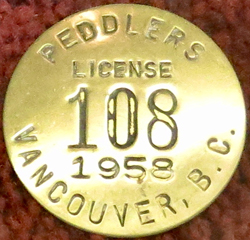 PEDDLERS
LICENSE
108
1958
VANCOUVER, B.C.